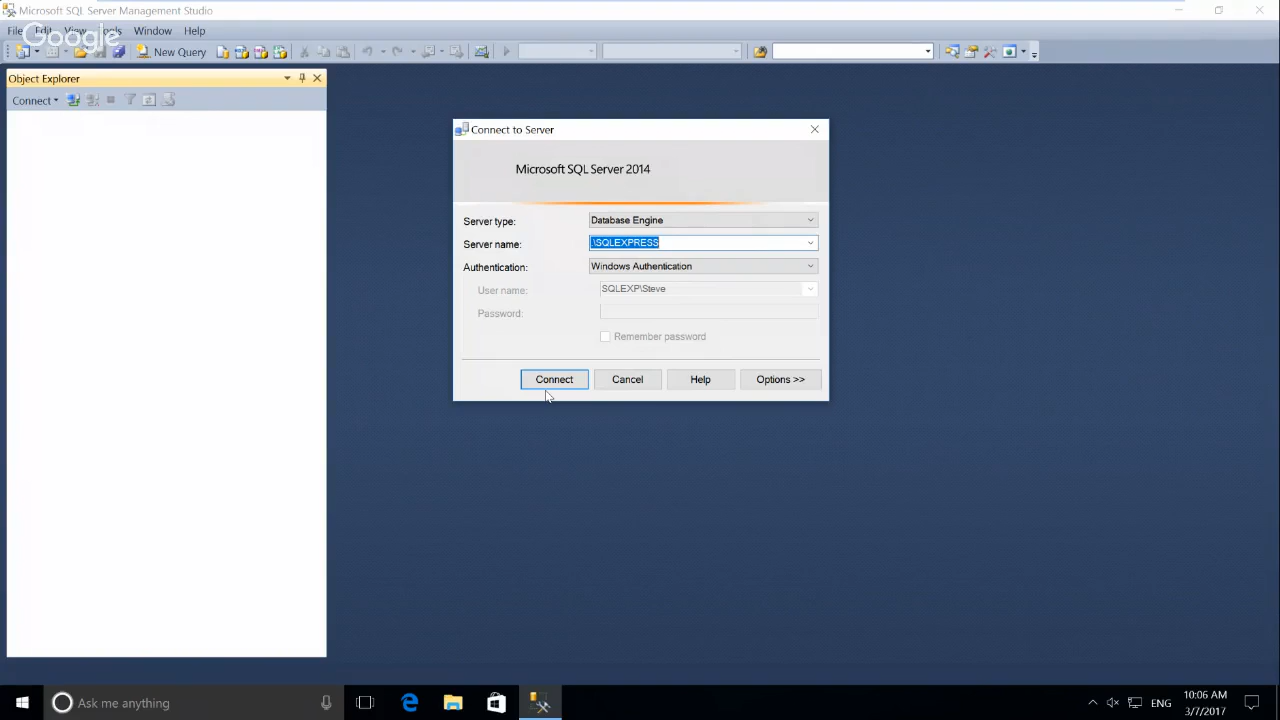 Microsoft SQL Server Management Studio
File Edit View Tools Window Help
Google
New Query
Object Explorer
Connect
Connect to Server
Microsoft SQL Server 2014
Server type: Database Engine
Server name: .\SQLEXPRESS
Authentication: Windows Authentication
User name: SQLEXP\Steve
Password:
Remember password
Connect Cancel Help Options >>
Ask me anything
ENG
10:06 AM
3/7/2017